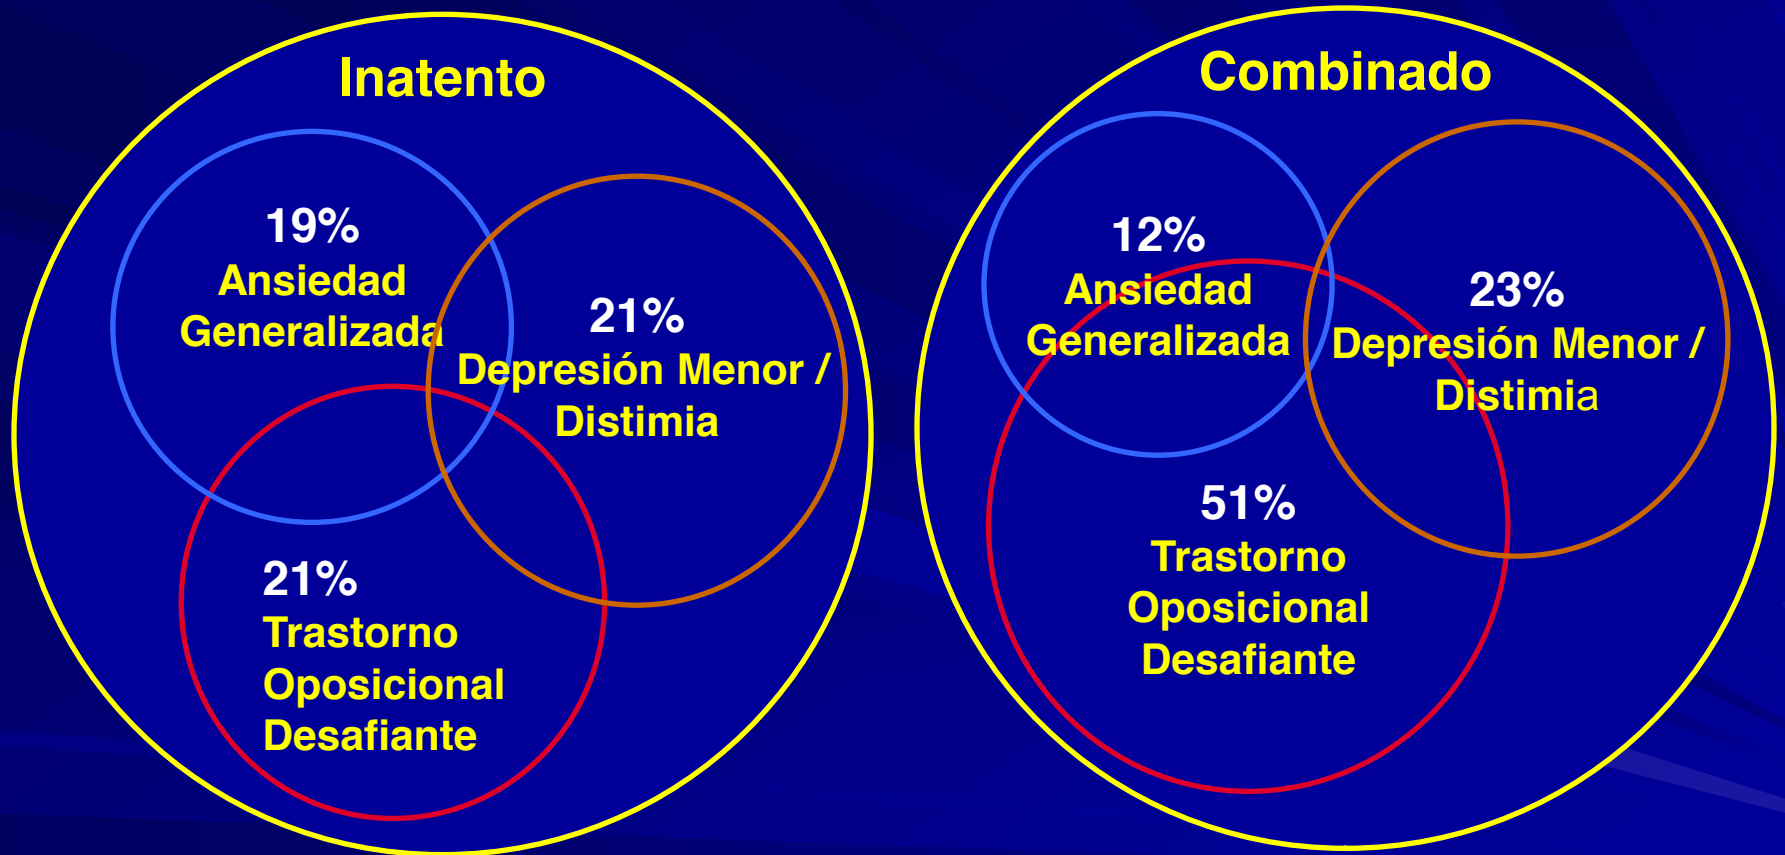 Inatento
19%
Ansiedad
Generalizada
21%
Depresión Menor /
Distimia
21%
Trastorno
Oposicional
Desafiante
Combinado
12%
Ansiedad
Generalizada
23%
Depresión Menor /
Distimia
51%
Trastorno
Oposicional
Desafiante